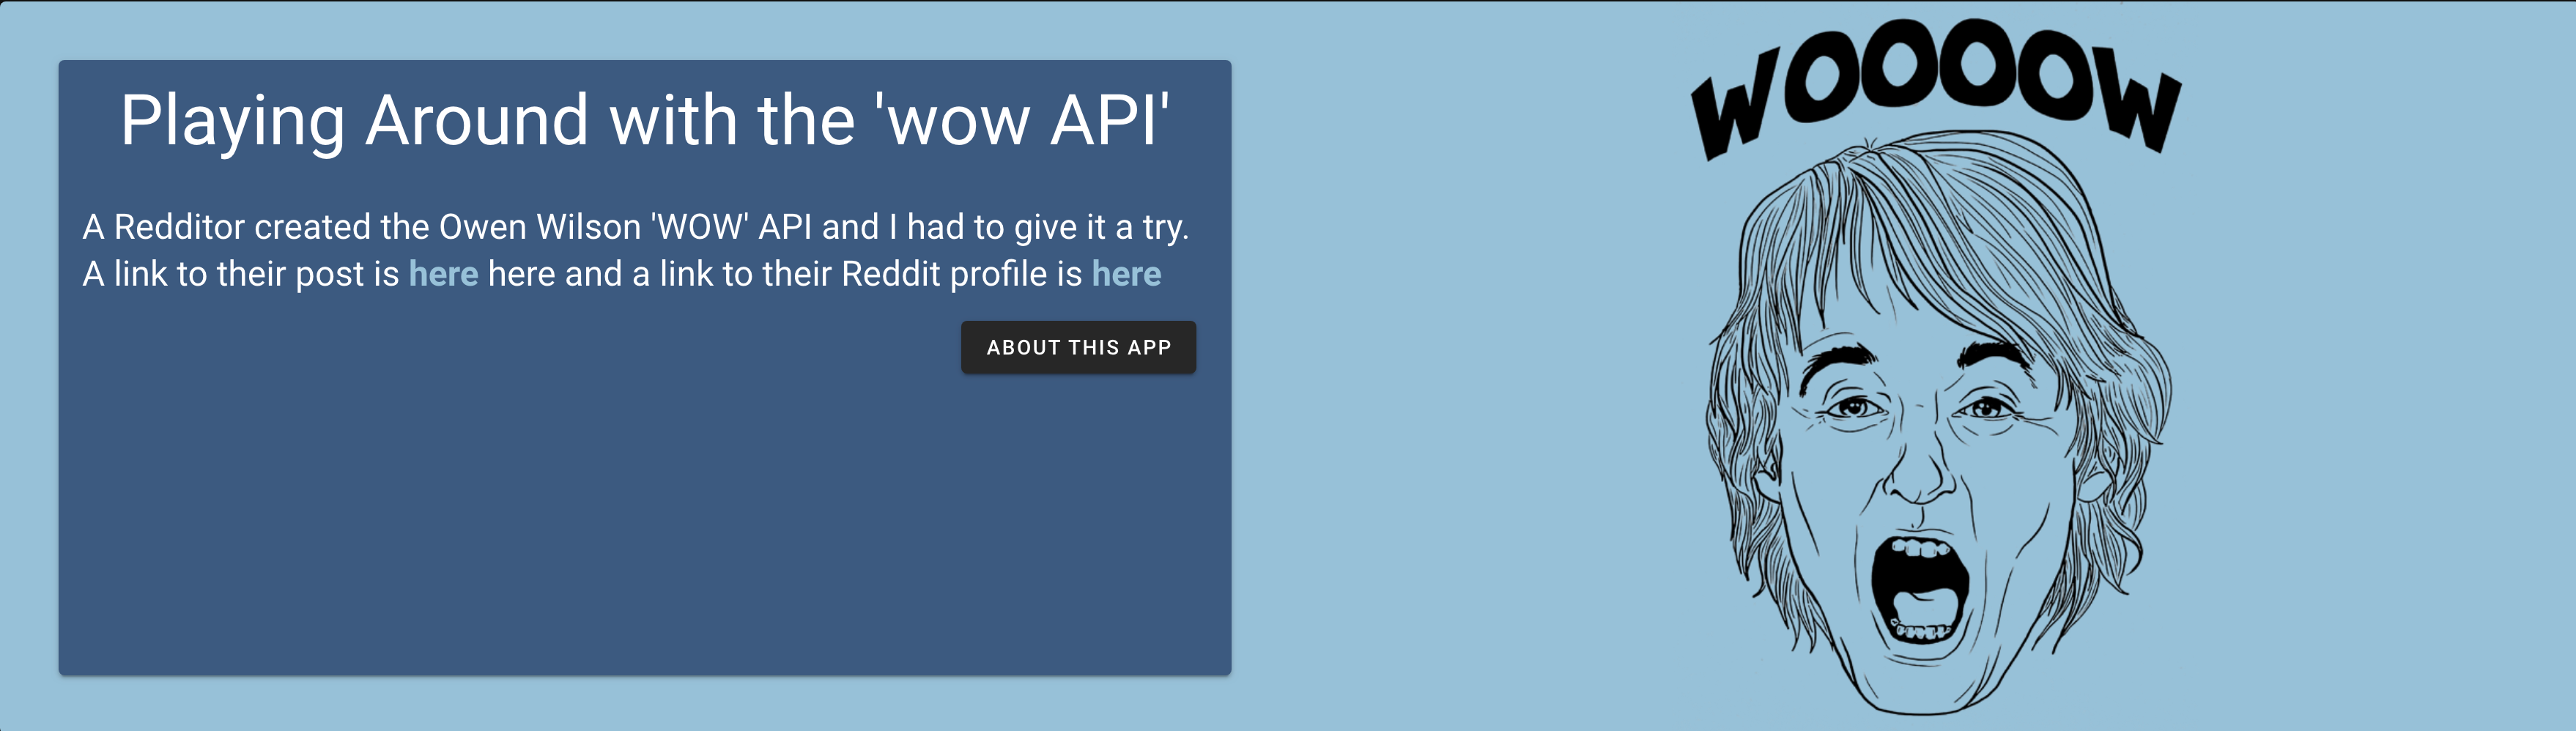 Playing Around with the 'wow API'
A Redditor created the Owen Wilson 'WOW' API and I had to give it a try.
A link to their post is here here and a link to their Reddit profile is here
ABOUT THIS APP
WOOOOW